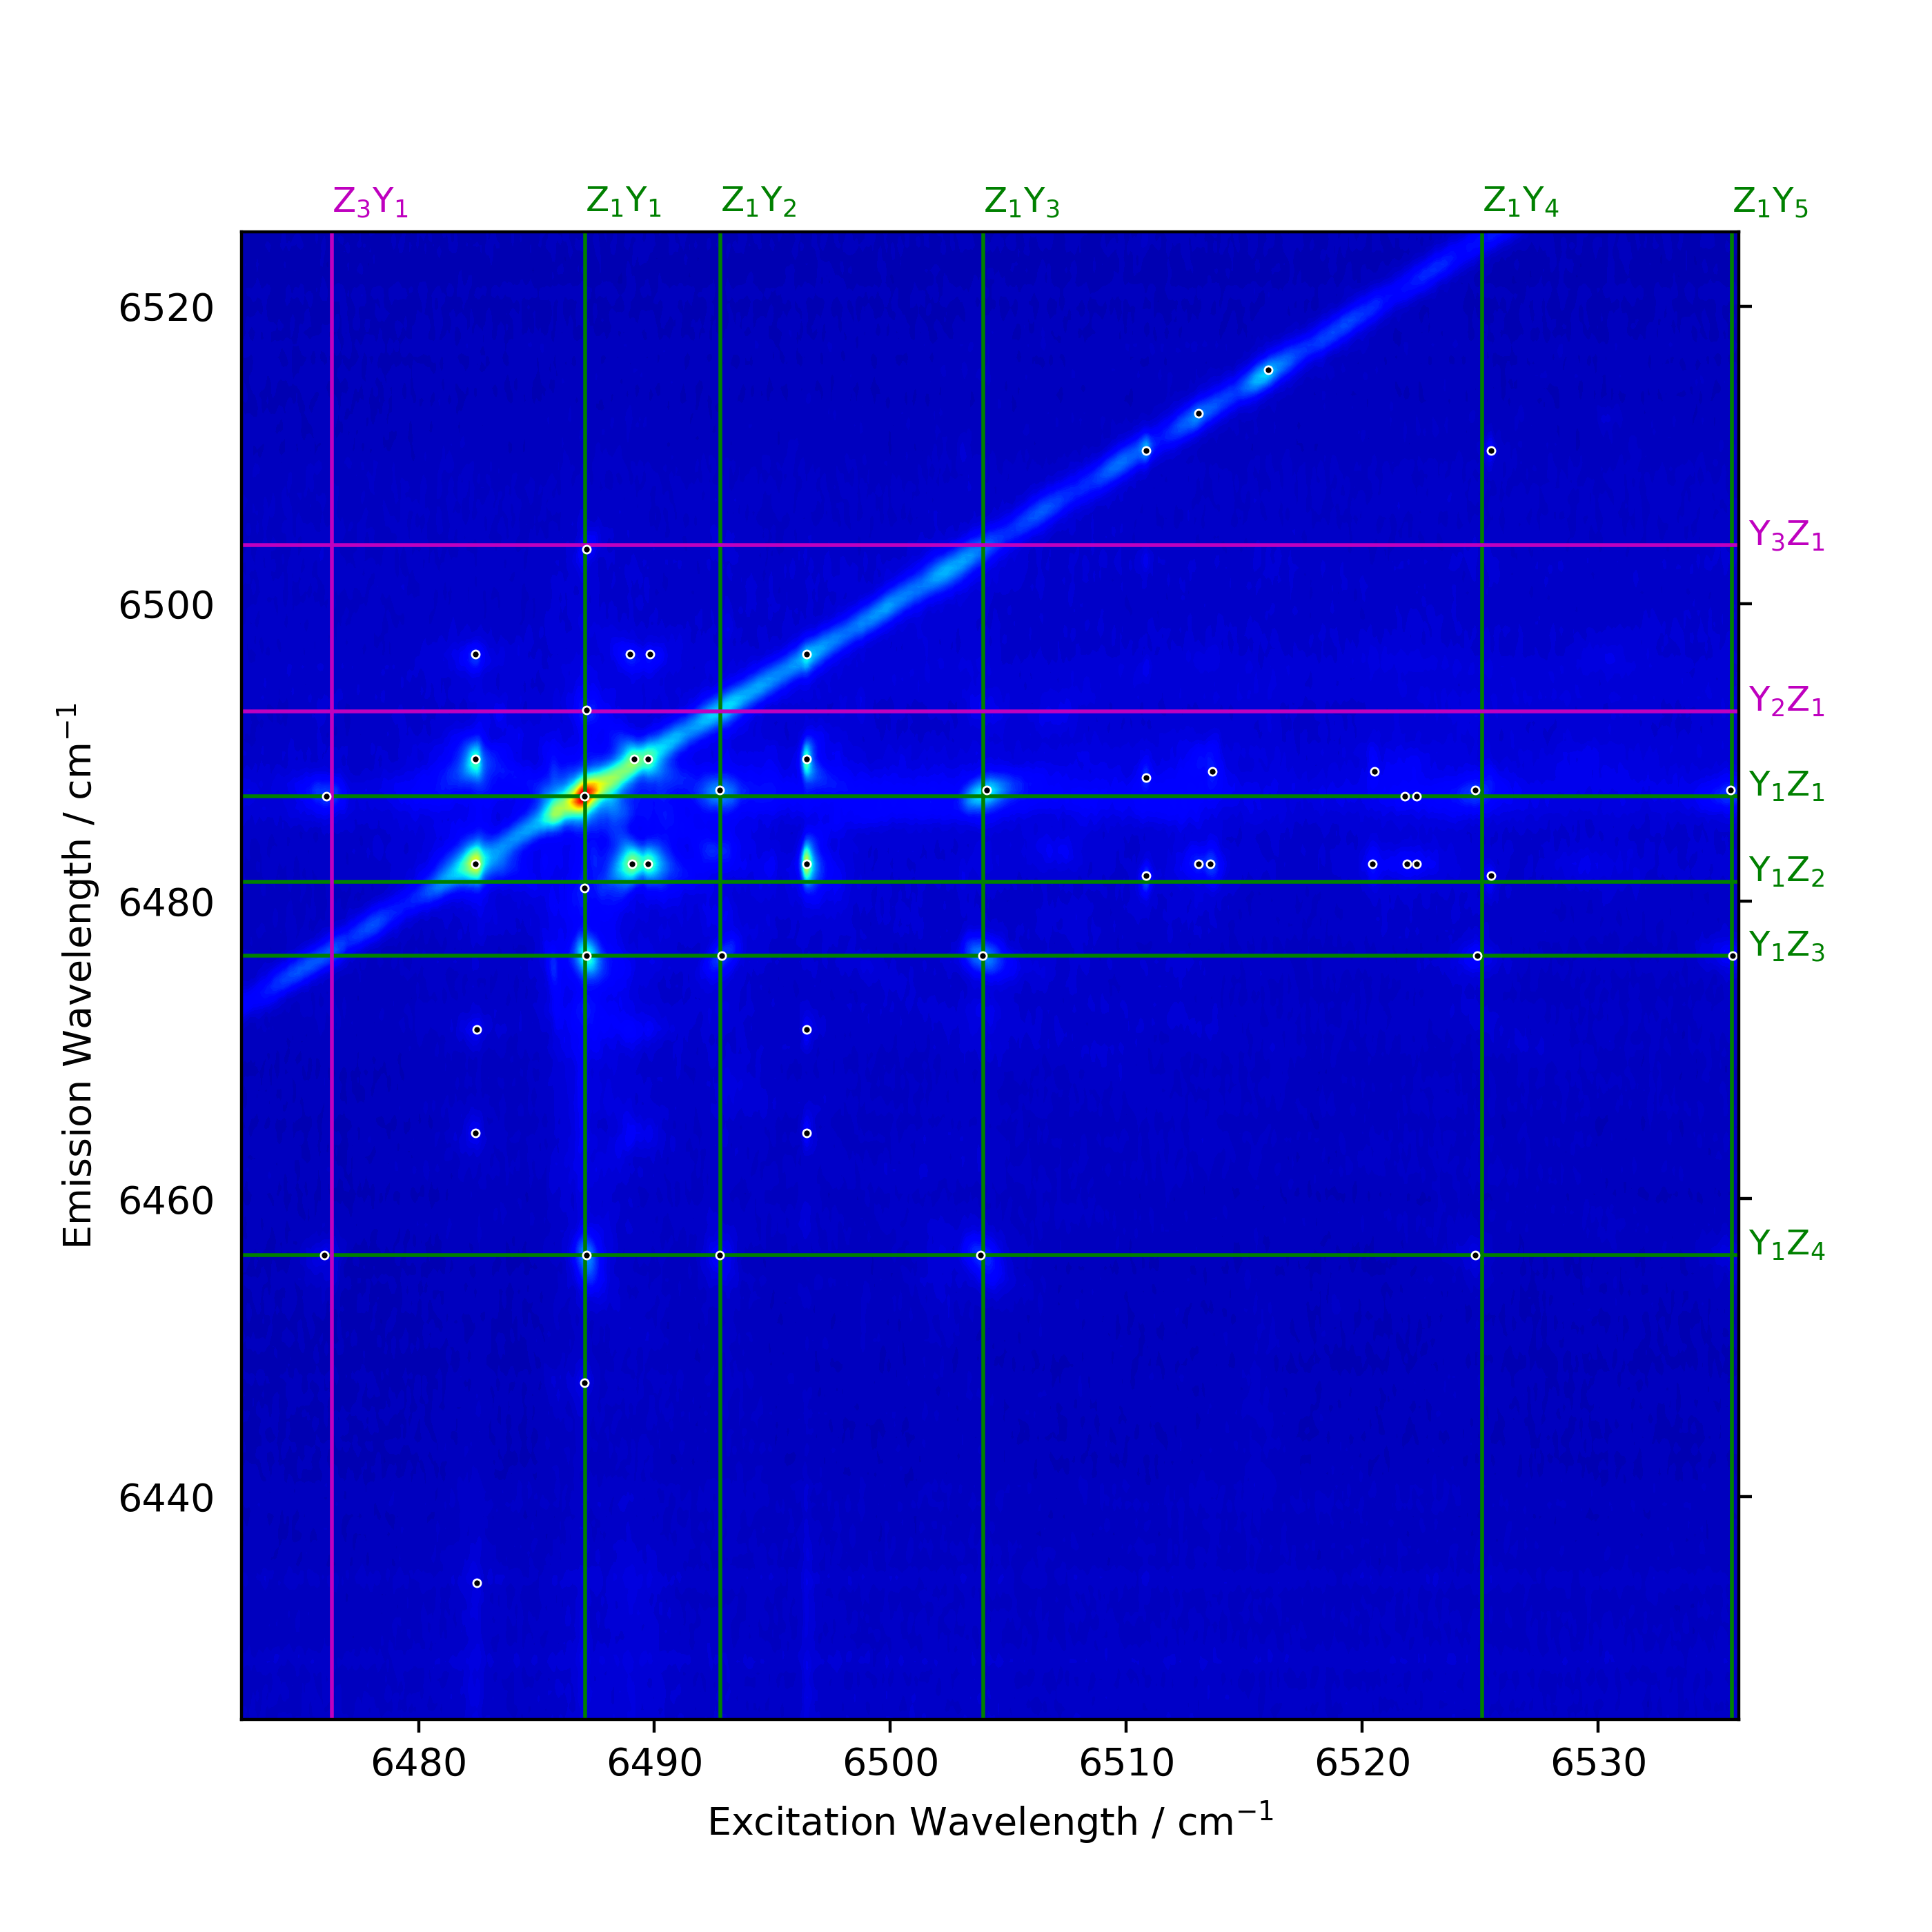 Z₃Y₁ Z₁Y₁ Z₁Y₂ Z₁Y₃ Z₁Y₄ Z₁Y₅
6520
Y₃Z₁
6500
Y₂Z₁
Y₁Z₁
Y₁Z₂
6480
Y₁Z₃
6460
Y₁Z₄
6440
Emission Wavelength / cm⁻¹
6480 6490 6500 6510 6520 6530
Excitation Wavelength / cm⁻¹